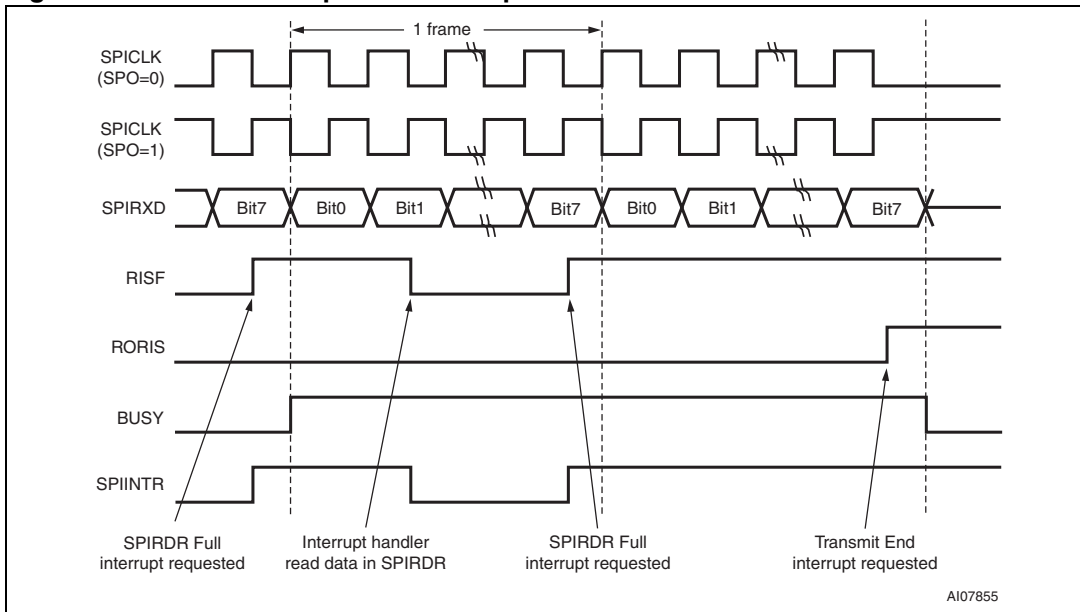 1 frame
SPICLK
(SPO=0)
SPICLK
(SPO=1)
SPIRXD
Bit7
Bit0
Bit1
Bit7
Bit0
Bit1
Bit7
RISF
RORIS
BUSY
SPIINTR
SPIRDR Full
interrupt requested
Interrupt handler
read data in SPIRDR
SPIRDR Full
interrupt requested
Transmit End
interrupt requested
AI07855